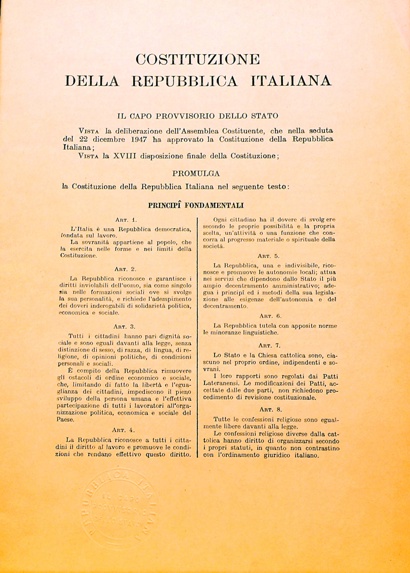 COSTITUZIONE
DELLA REPUBBLICA ITALIANA
IL CAPO PROVVISORIO DELLO STATO
VISTA la deliberazione dell'Assemblea Costituente, che nella seduta
del 22 dicembre 1947 ha approvato la Costituzione della Repubblica
Italiana;
VISTA la XVIII disposizione finale della Costituzione;
PROMULGA
la Costituzione della Repubblica Italiana nel seguente testo:
PRINCIPÎ FONDAMENTALI
ART. 1.
L'Italia è una Repubblica democratica,
fondata sul lavoro.
La sovranità appartiene al popolo, che
la esercita nelle forme e nei limiti della
Costituzione.
ART. 2.
La Repubblica riconosce e garantisce i
diritti inviolabili dell'uomo, sia come singolo
sia nelle formazioni sociali ove si svolge
la sua personalità, e richiede l'adempimento
dei doveri inderogabili di solidarietà politica,
economica e sociale.
ART. 3.
Tutti i cittadini hanno pari dignità so-
ciale e sono eguali davanti alla legge, senza
distinzione di sesso, di razza, di lingua, di re-
ligione, di opinioni politiche, di condizioni
personali e sociali.
È compito della Repubblica rimuovere
gli ostacoli di ordine economico e sociale,
che, limitando di fatto la libertà e l'egua-
glianza dei cittadini, impediscono il pieno
sviluppo della persona umana e l'effettiva
partecipazione di tutti i lavoratori all'orga-
nizzazione politica, economica e sociale del
Paese.
ART. 4.
La Repubblica riconosce a tutti i citta-
dini il diritto al lavoro e promuove le condi-
zioni che rendano effettivo questo diritto.
Ogni cittadino ha il dovere di svolgere
secondo le proprie possibilità e la propria
scelta, un'attività o una funzione che con-
corra al progresso materiale o spirituale della
società.
ART. 5.
La Repubblica, una e indivisibile, rico-
nosce e promuove le autonomie locali; attua
nei servizi che dipendono dallo Stato il più
ampio decentramento amministrativo; ade-
gua i principî ed i metodi della sua legisla-
zione alle esigenze dell'autonomia e del
decentramento.
ART. 6.
La Repubblica tutela con apposite norme
le minoranze linguistiche.
ART. 7.
Lo Stato e la Chiesa cattolica sono, cia-
scuno nel proprio ordine, indipendenti e so-
vrani.
I loro rapporti sono regolati dai Patti
Lateranensi. Le modificazioni dei Patti, ac-
cettate dalle due parti, non richiedono pro-
cedimento di revisione costituzionale.
ART. 8.
Tutte le confessioni religiose sono egual-
mente libere davanti alla legge.
Le confessioni religiose diverse dalla cat-
tolica hanno diritto di organizzarsi secondo
i propri statuti, in quanto non contrastino
con l'ordinamento giuridico italiano.